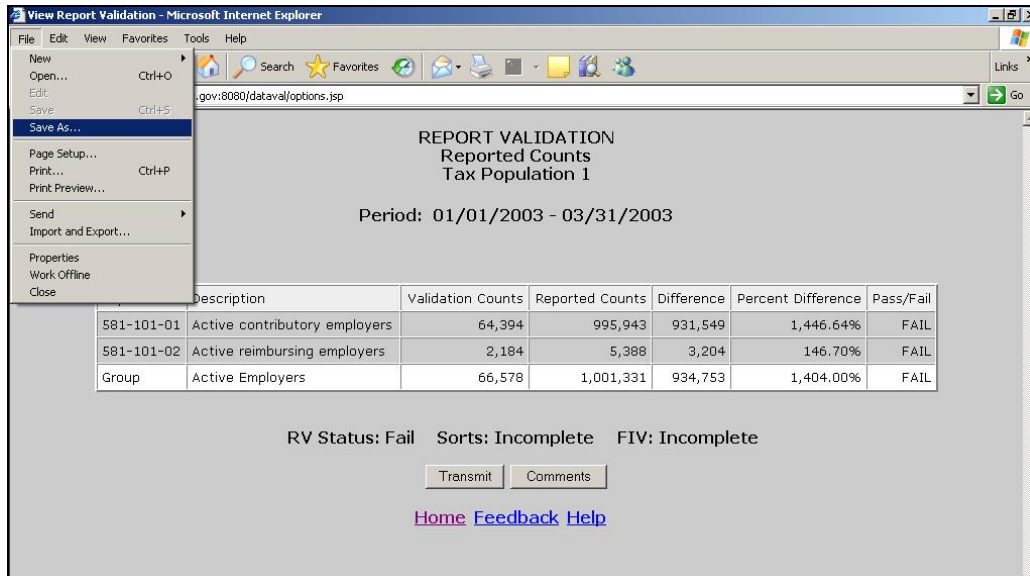 View Report Validation - Microsoft Internet Explorer
File Edit View Favorites Tools Help
New
Open... Ctrl+O
Edit
Save Ctrl+S
Save As...
Page Setup...
Print... Ctrl+P
Print Preview...
Send
Import and Export...
Properties
Work Offline
Close
Search Favorites
Links
.gov:8080/dataval/options.jsp
Go
REPORT VALIDATION
Reported Counts
Tax Population 1
Period: 01/01/2003 - 03/31/2003
Description Validation Counts Reported Counts Difference Percent Difference Pass/Fail
581-101-01 Active contributory employers 64,394 995,943 931,549 1,446.64% FAIL
581-101-02 Active reimbursing employers 2,184 5,388 3,204 146.70% FAIL
Group Active Employers 66,578 1,001,331 934,753 1,404.00% FAIL
RV Status: Fail Sorts: Incomplete FIV: Incomplete
Transmit Comments
Home Feedback Help